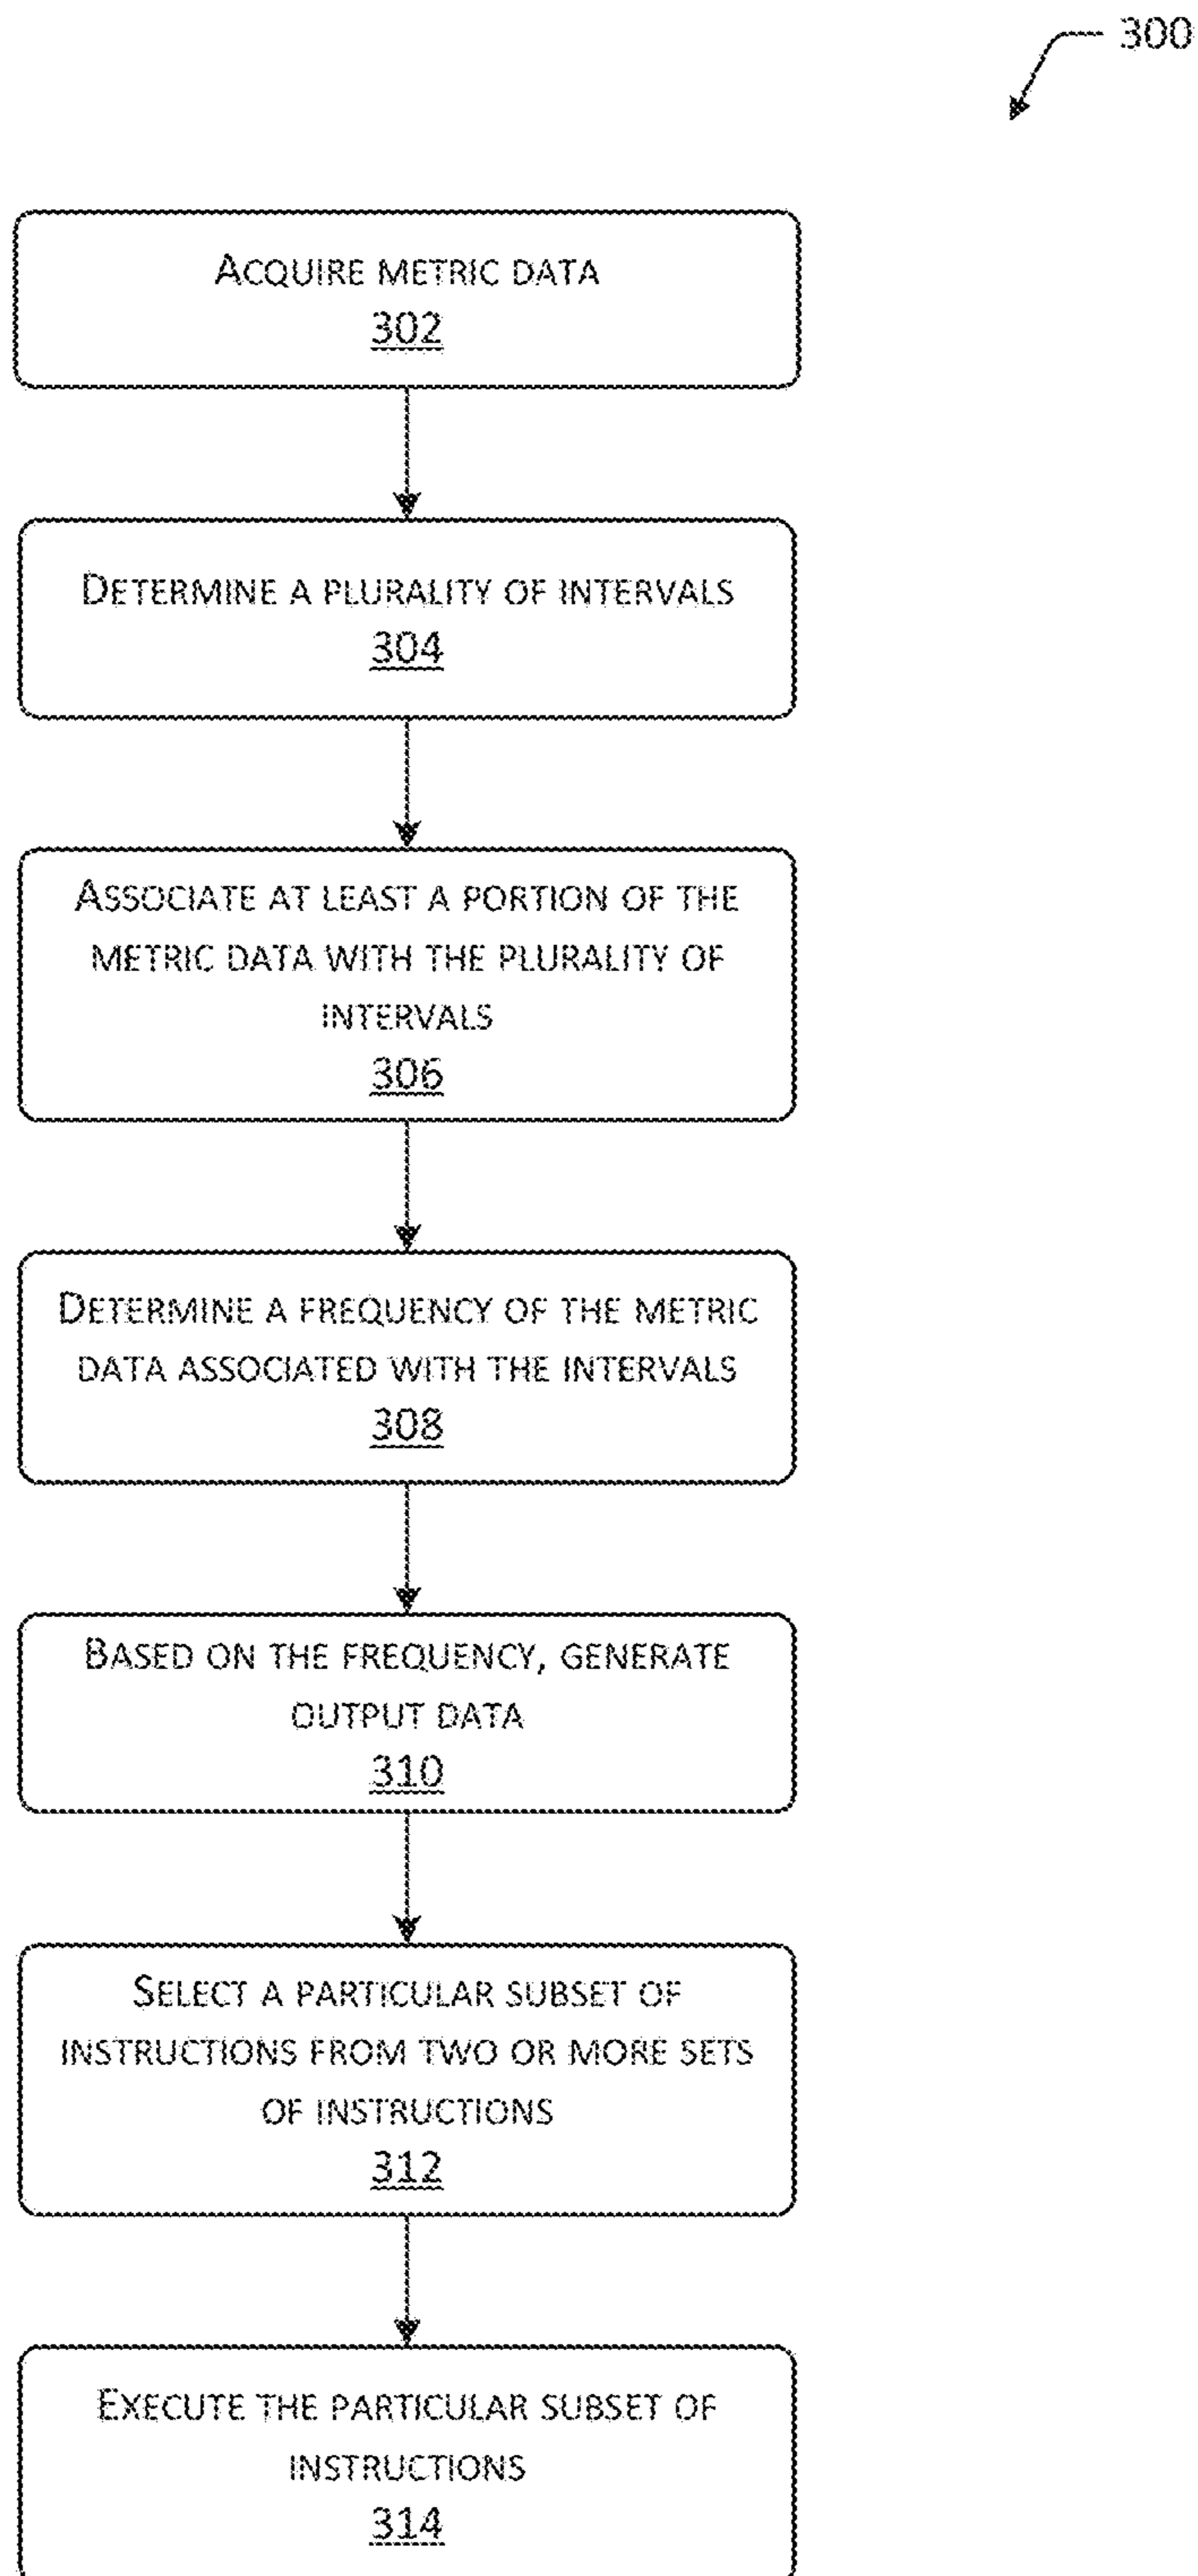 300
ACQUIRE METRIC DATA
302
DETERMINE A PLURALITY OF INTERVALS
304
ASSOCIATE AT LEAST A PORTION OF THE
METRIC DATA WITH THE PLURALITY OF
INTERVALS
306
DETERMINE A FREQUENCY OF THE METRIC
DATA ASSOCIATED WITH THE INTERVALS
308
BASED ON THE FREQUENCY, GENERATE
OUTPUT DATA
310
SELECT A PARTICULAR SUBSET OF
INSTRUCTIONS FROM TWO OR MORE SETS
OF INSTRUCTIONS
312
EXECUTE THE PARTICULAR SUBSET OF
INSTRUCTIONS
314